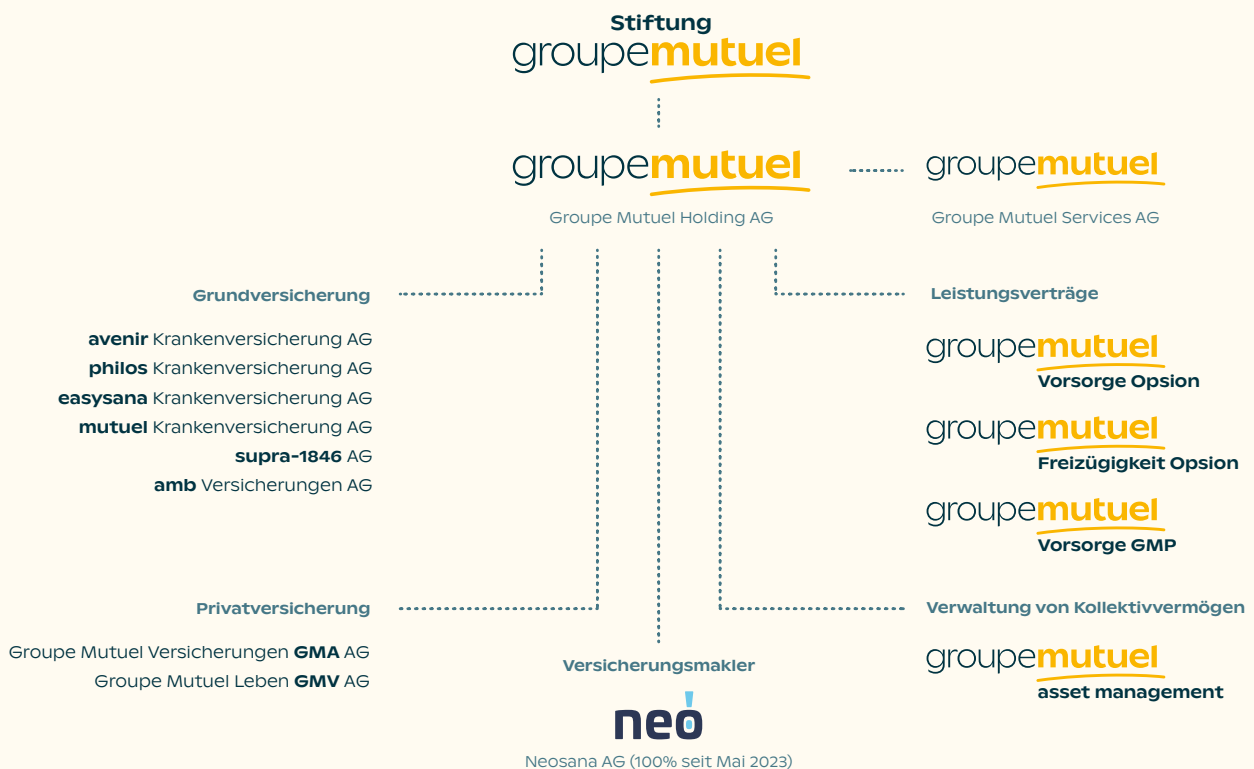 Stiftung
groupemutuel
groupemutuel
Groupe Mutuel Holding AG
groupemutuel
Groupe Mutuel Services AG
Grundversicherung
avenir Krankenversicherung AG
philos Krankenversicherung AG
easysana Krankenversicherung AG
mutuel Krankenversicherung AG
supra-1846 AG
amb Versicherungen AG
Leistungsverträge
groupemutuel
Vorsorge Opsion
groupemutuel
Freizügigkeit Opsion
groupemutuel
Vorsorge GMP
Privatversicherung
Groupe Mutuel Versicherungen GMA AG
Groupe Mutuel Leben GMV AG
Versicherungsmakler
neo
Neosana AG (100% seit Mai 2023)
Verwaltung von Kollektivvermögen
groupemutuel
asset management